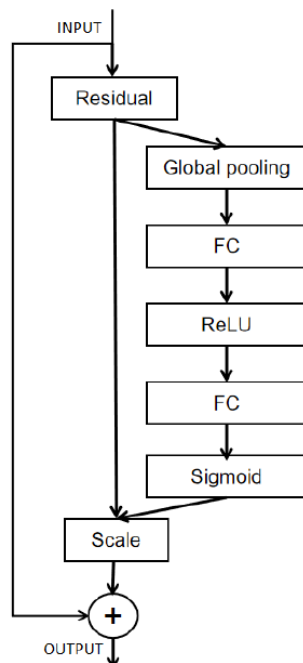 INPUT
Residual
Global pooling
FC
ReLU
FC
Sigmoid
Scale
+
OUTPUT